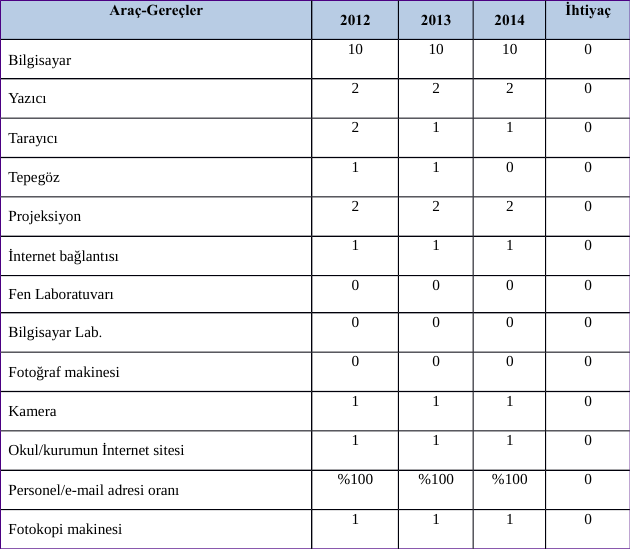 Araç-Gereçler 2012 2013 2014 İhtiyaç
Bilgisayar 10 10 10 0
Yazıcı 2 2 2 0
Tarayıcı 2 1 1 0
Tepegöz 1 1 0 0
Projeksiyon 2 2 2 0
İnternet bağlantısı 1 1 1 0
Fen Laboratuvarı 0 0 0 0
Bilgisayar Lab. 0 0 0 0
Fotoğraf makinesi 0 0 0 0
Kamera 1 1 1 0
Okul/kurumun İnternet sitesi 1 1 1 0
Personel/e-mail adresi oranı %100 %100 %100 0
Fotokopi makinesi 1 1 1 0